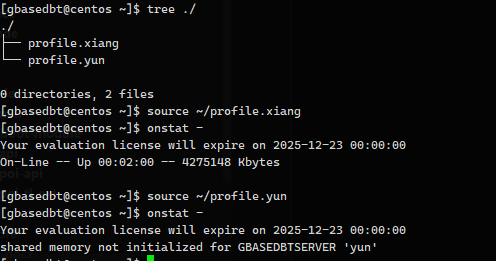 [gbasedbt@centos ~]$ tree ./
./
├── profile.xiang
└── profile.yun

0 directories, 2 files
[gbasedbt@centos ~]$ source ~/profile.xiang
[gbasedbt@centos ~]$ onstat -
Your evaluation license will expire on 2025-12-23 00:00:00
On-Line -- Up 00:02:00 -- 4275148 Kbytes

[gbasedbt@centos ~]$ source ~/profile.yun
[gbasedbt@centos ~]$ onstat -
Your evaluation license will expire on 2025-12-23 00:00:00
shared memory not initialized for GBASEDBTSERVER 'yun'
[gbasedbt@centos ~]$